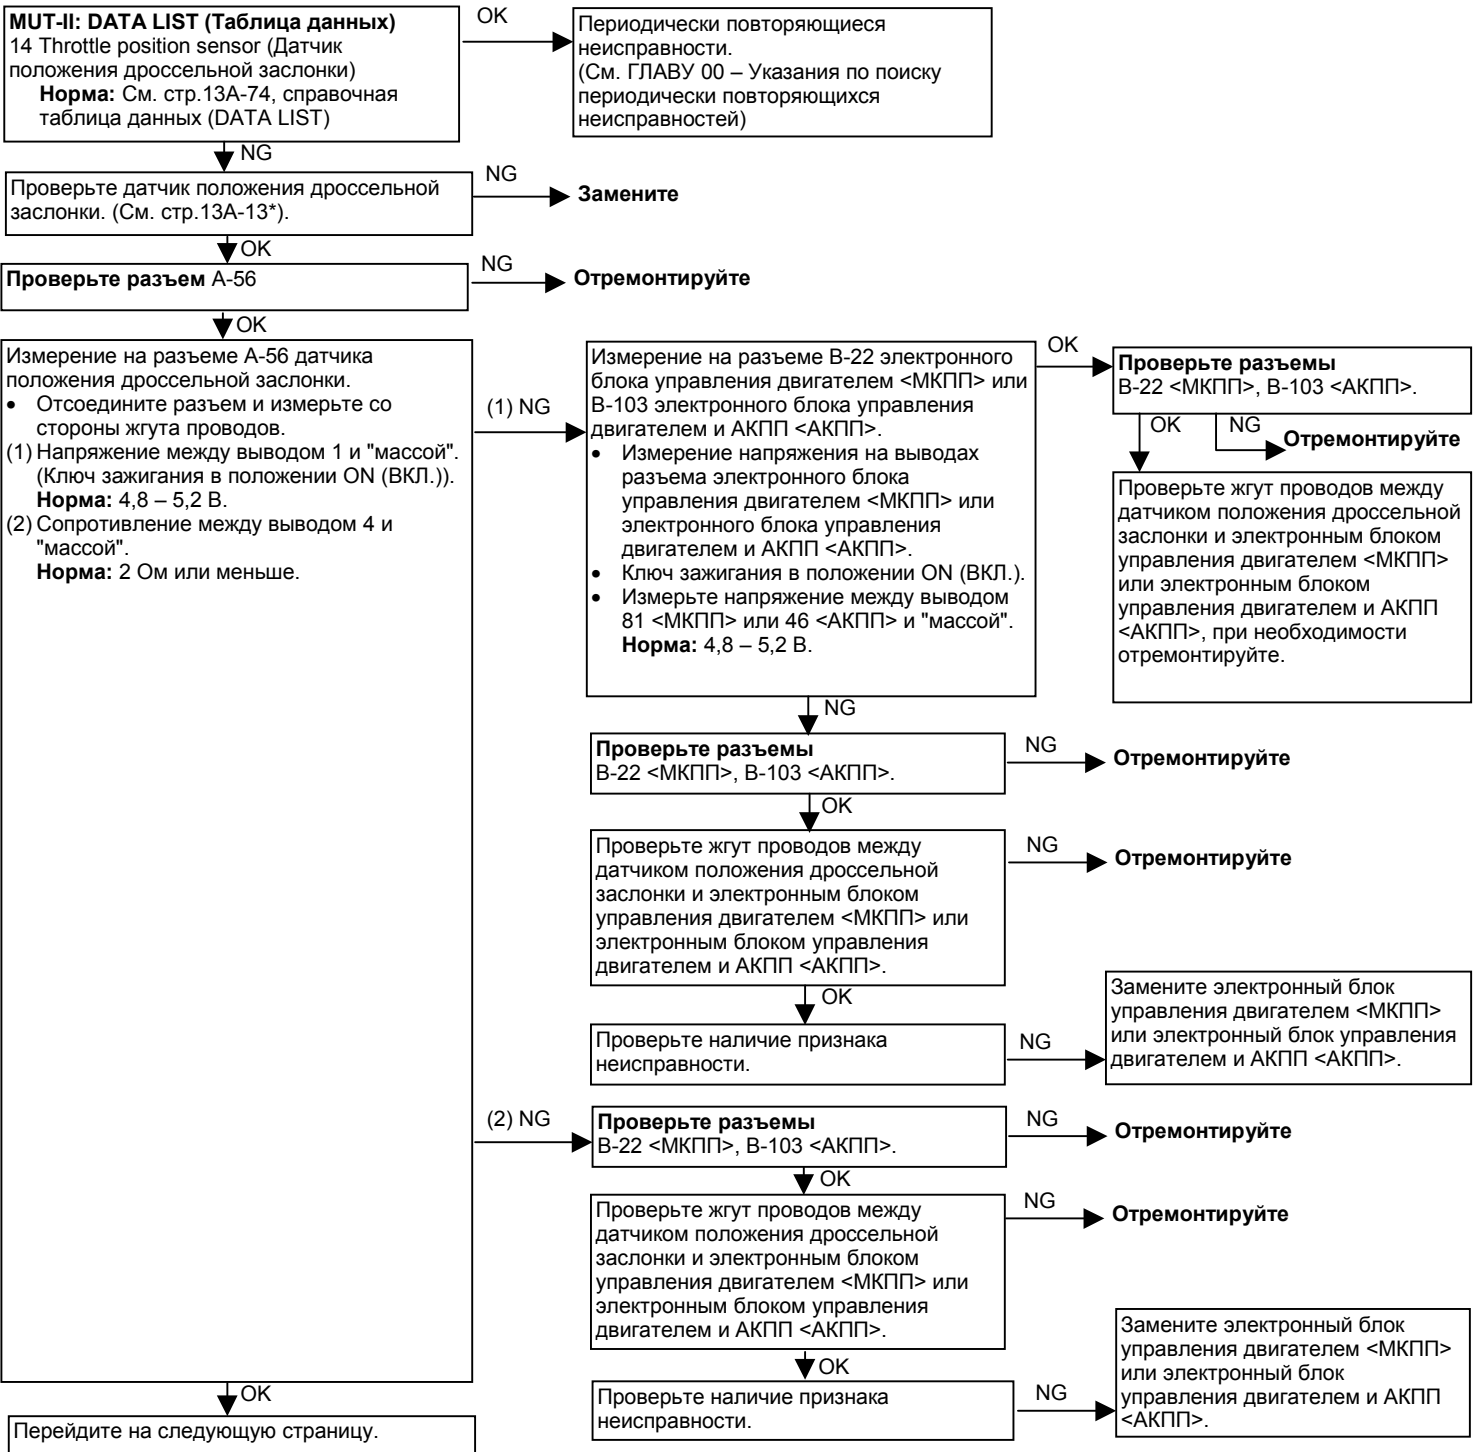 MUT-II: DATA LIST (Таблица данных)
14 Throttle position sensor (Датчик
положения дроссельной заслонки)
Норма: См. стр.13А-74, справочная
таблица данных (DATA LIST)
OK
Периодически повторяющиеся
неисправности.
(См. ГЛАВУ 00 – Указания по поиску
периодически повторяющихся
неисправностей)
NG
Проверьте датчик положения дроссельной
заслонки. (См. стр.13А-13*).
NG
Замените
OK
Проверьте разъем А-56
NG
Отремонтируйте
OK
Измерение на разъеме А-56 датчика
положения дроссельной заслонки.
• Отсоедините разъем и измерьте со
стороны жгута проводов.
(1) Напряжение между выводом 1 и "массой".
(Ключ зажигания в положении ON (ВКЛ.)).
Норма: 4,8 – 5,2 В.
(2) Сопротивление между выводом 4 и
"массой".
Норма: 2 Ом или меньше.
(1) NG
Измерение на разъеме В-22 электронного
блока управления двигателем <МКПП> или
В-103 электронного блока управления
двигателем и АКПП <АКПП>.
• Измерение напряжения на выводах
разъема электронного блока
управления двигателем <МКПП> или
электронного блока управления
двигателем и АКПП <АКПП>.
• Ключ зажигания в положении ON (ВКЛ.).
• Измерьте напряжение между выводом
81 <МКПП> или 46 <АКПП> и "массой".
Норма: 4,8 – 5,2 В.
OK
Проверьте разъемы
В-22 <МКПП>, В-103 <АКПП>.
OK
NG
Отремонтируйте
Проверьте жгут проводов между
датчиком положения дроссельной
заслонки и электронным блоком
управления двигателем <МКПП>
или электронным блоком
управления двигателем и АКПП
<АКПП>, при необходимости
отремонтируйте.
NG
Проверьте разъемы
В-22 <МКПП>, В-103 <АКПП>.
NG
Отремонтируйте
OK
Проверьте жгут проводов между
датчиком положения дроссельной
заслонки и электронным блоком
управления двигателем <МКПП> или
электронным блоком управления
двигателем и АКПП <АКПП>.
NG
Отремонтируйте
OK
Проверьте наличие признака
неисправности.
NG
Замените электронный блок
управления двигателем <МКПП>
или электронный блок управления
двигателем и АКПП <АКПП>.
(2) NG
Проверьте разъемы
В-22 <МКПП>, В-103 <АКПП>.
NG
Отремонтируйте
OK
Проверьте жгут проводов между
датчиком положения дроссельной
заслонки и электронным блоком
управления двигателем <МКПП> или
электронным блоком управления
двигателем и АКПП <АКПП>.
NG
Отремонтируйте
OK
Проверьте наличие признака
неисправности.
NG
Замените электронный блок
управления двигателем <МКПП>
или электронный блок
управления двигателем и АКПП
<АКПП>.
OK
Перейдите на следующую страницу.